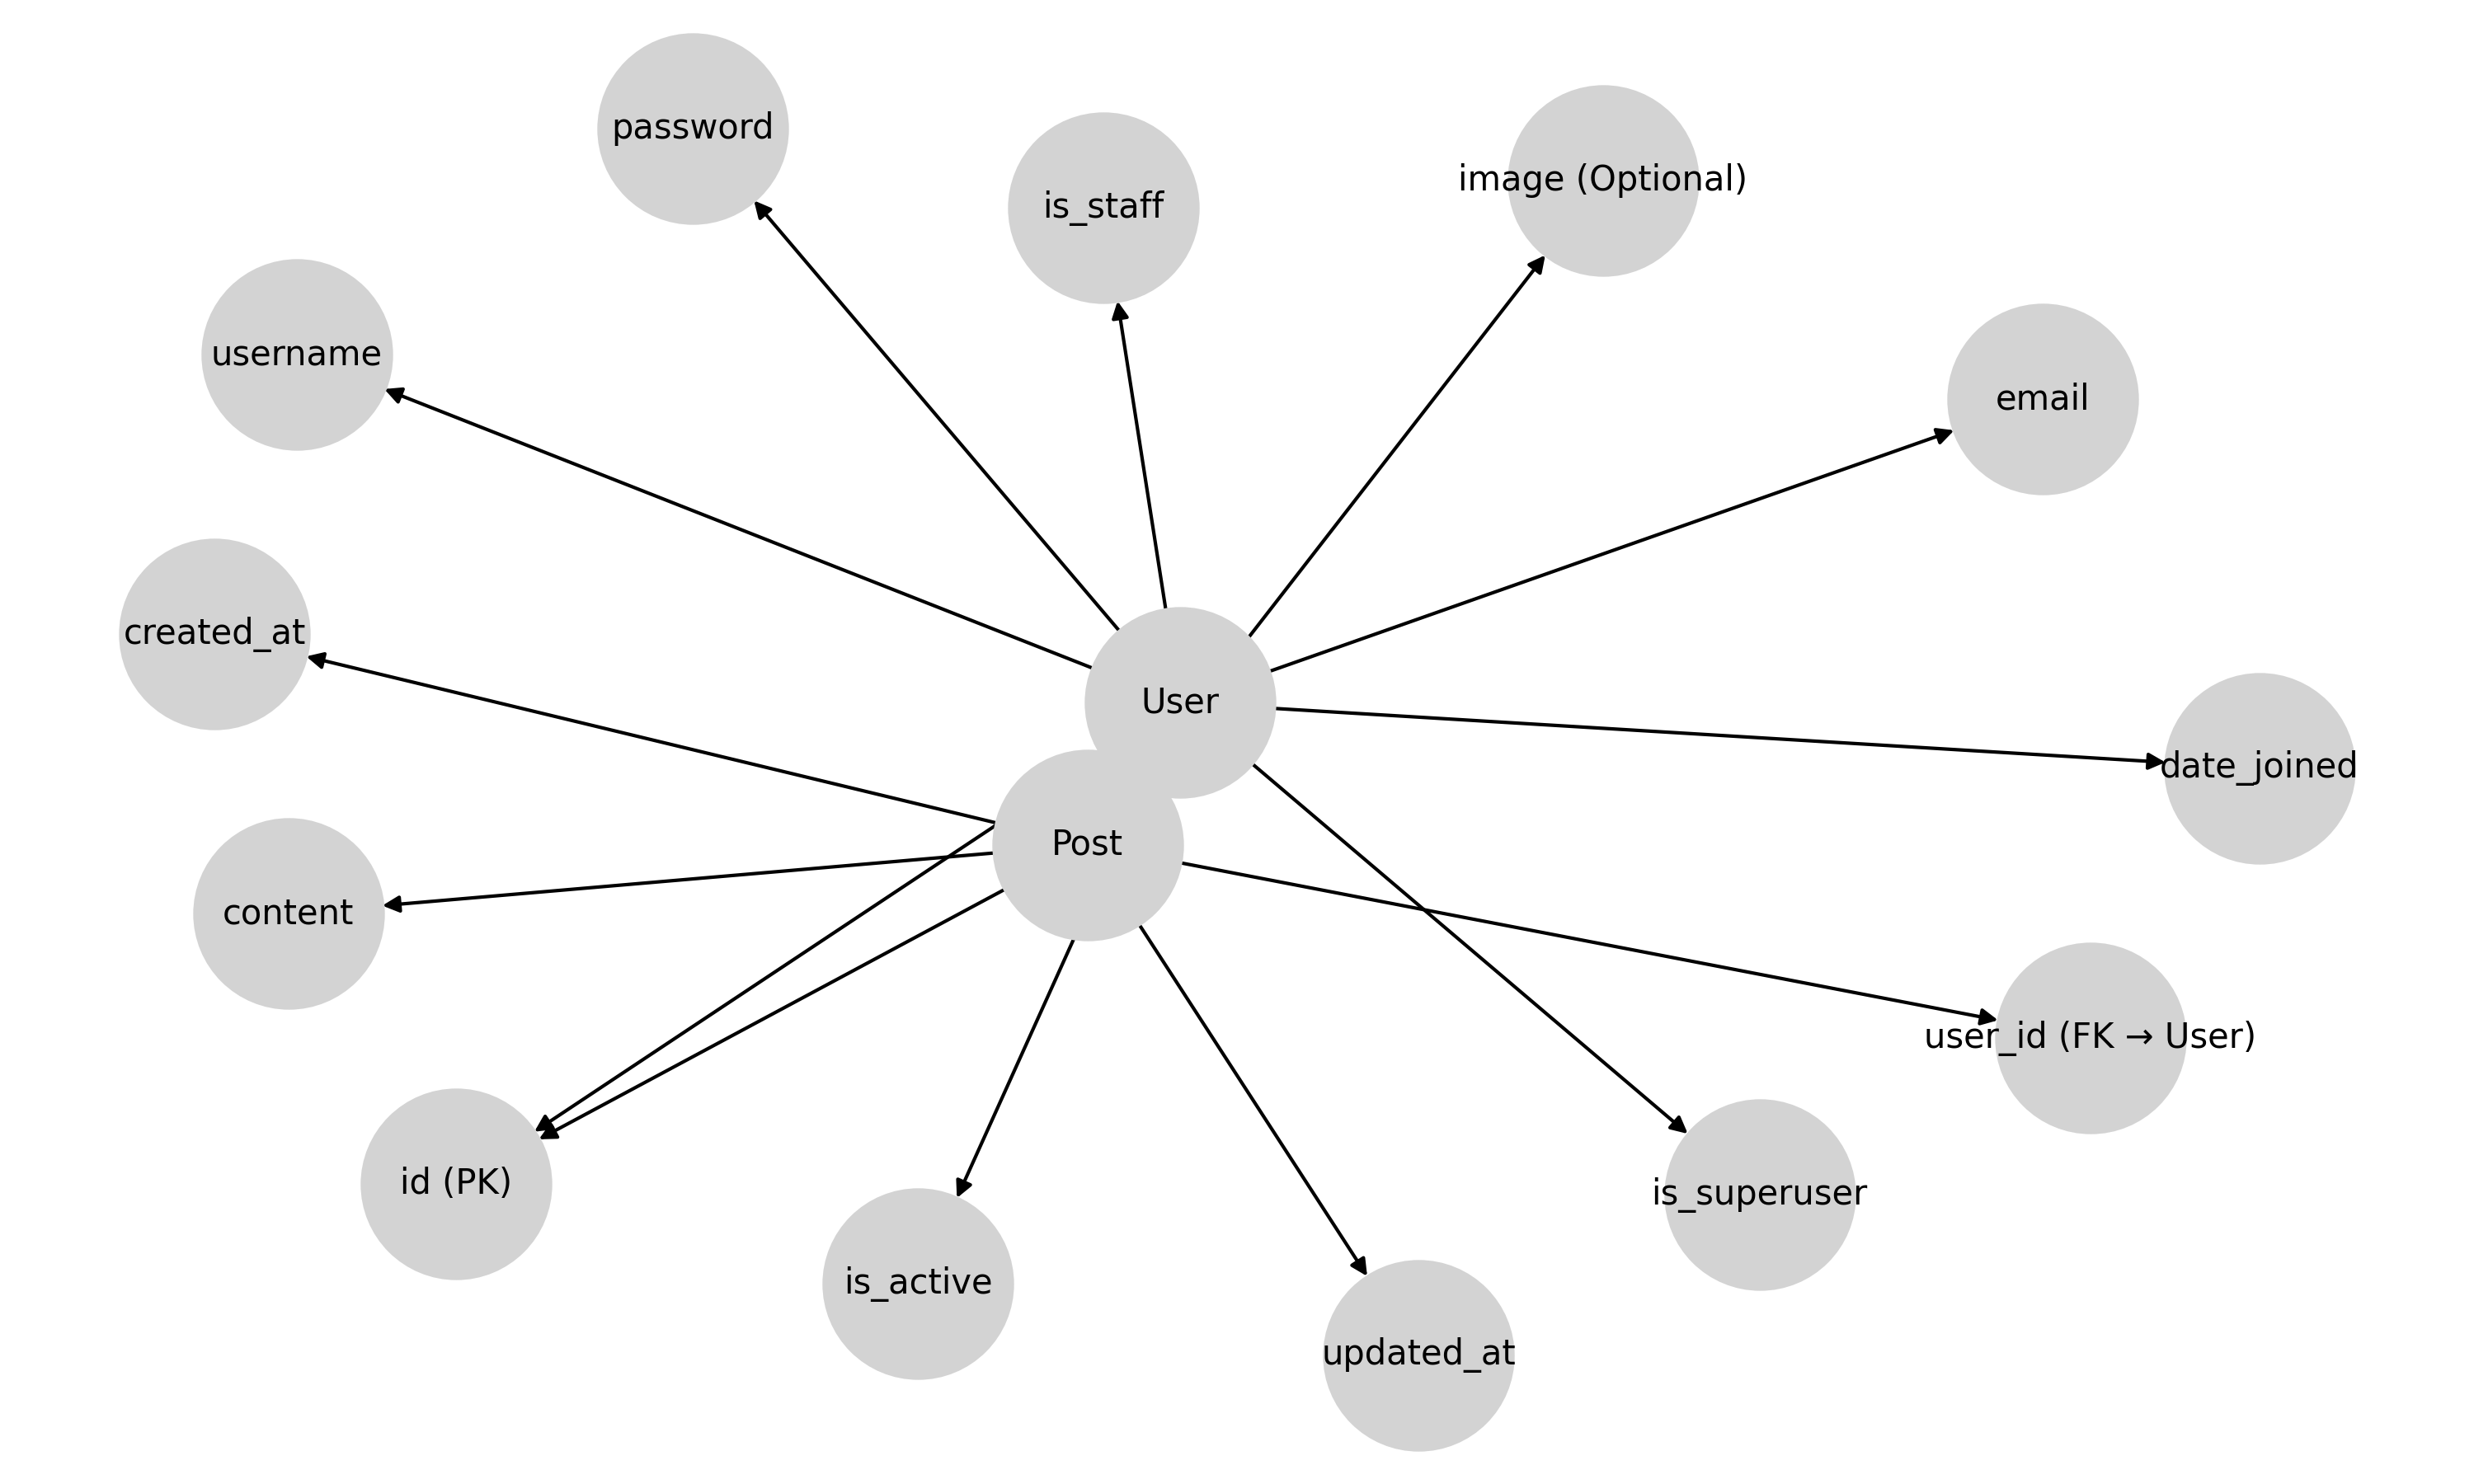 password
is_staff
image (Optional)
username
email
created_at
User
date_joined
Post
content
user_id (FK → User)
id (PK)
is_superuser
is_active
updated_at